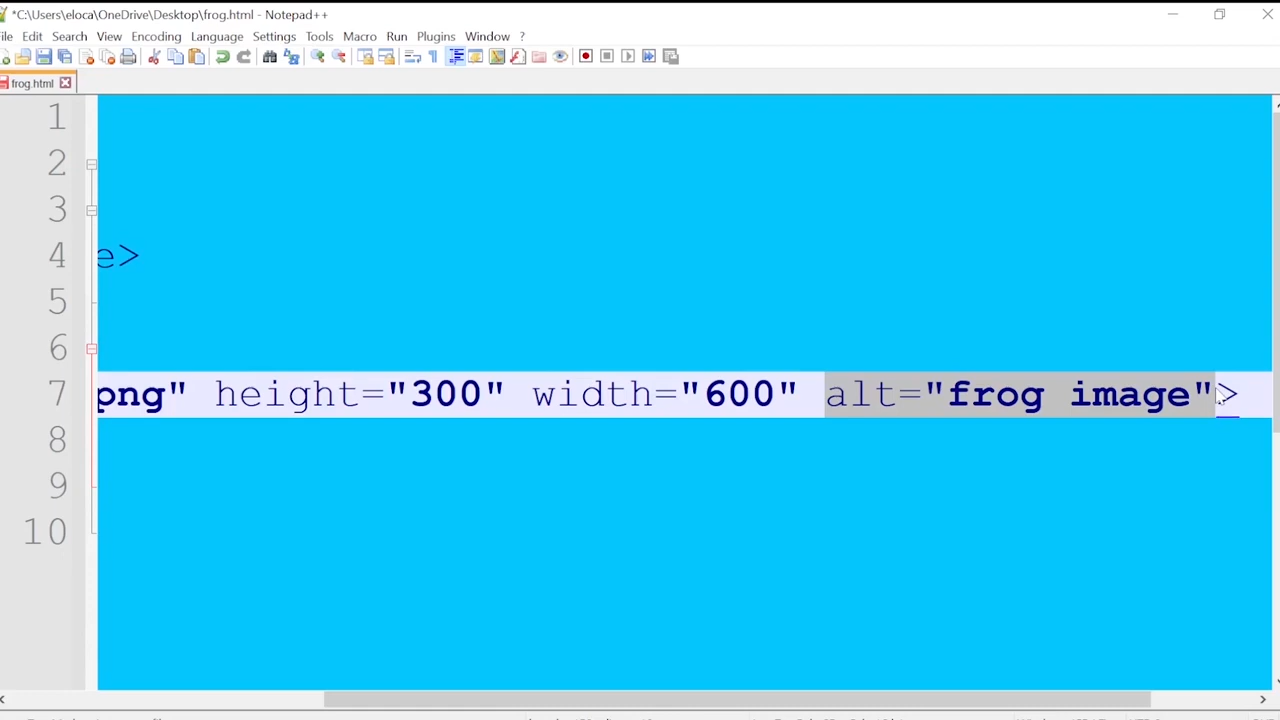 *C:\Users\eloca\OneDrive\Desktop\frog.html - Notepad++
ile Edit Search View Encoding Language Settings Tools Macro Run Plugins Window ?
frog.html
1
2
3
4 e>
5
6
7 png" height="300" width="600" alt="frog image">
8
9
10